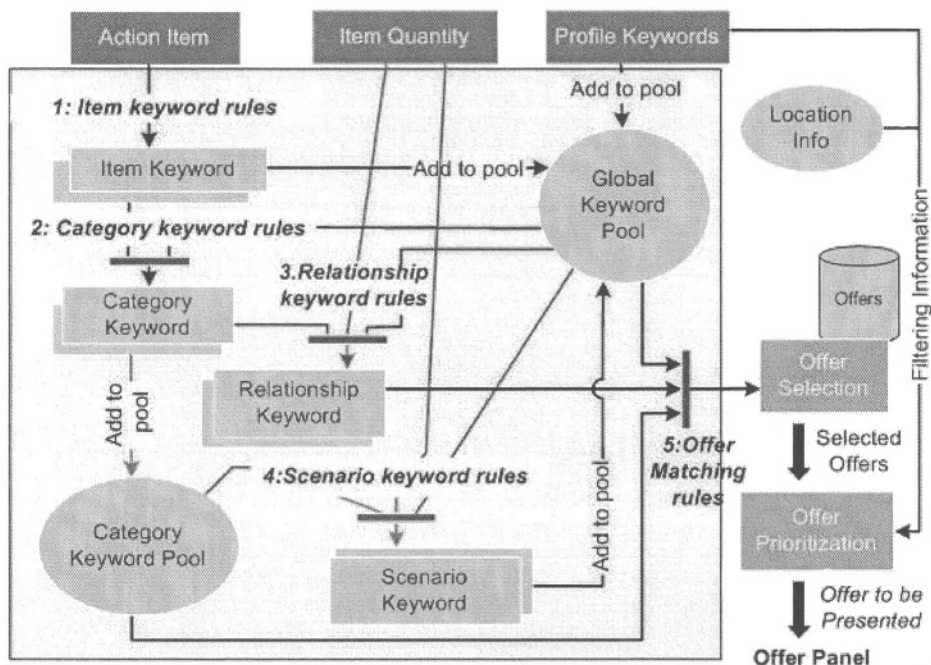 Action Item
Item Quantity
Profile Keywords
1: Item keyword rules
Add to pool
Location
Info
Item Keyword
Add to pool
Global
Keyword
Pool
2: Category keyword rules
3.Relationship
keyword rules
Category
Keyword
Offers
Filtering Information
Relationship
Keyword
Offer
Selection
Add to
pool
5:Offer
Matching
rules
Selected
Offers
4:Scenario keyword rules
Add to pool
Category
Keyword Pool
Offer
Prioritization
Scenario
Keyword
Offer to be
Presented
Offer Panel